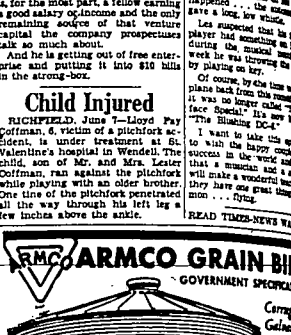 s, for the most part, a fellow earning
a good salary or income and the only
remaining source of that venture
capital the company prospectuses
talk so much about.
And he is getting out of free enter-
prise and putting it into $10 bills
in the strong-box.
Child Injured
RICHFIELD, June 7—Lloyd Fay
Coffman, 6, victim of a pitchfork ac-
cident, is under treatment at St.
Valentine's hospital in Wendell. The
child, son of Mr. and Mrs. Lester
Coffman, ran against the pitchfork
while playing with an older brother.
One tine of the pitchfork penetrated
all the way through his left leg a
few inches above the ankle.
happened . . . the
gave a long, low whistle.
Les suspected that his
player had something
during the musical
week he was throwing
by playing on key.
Of course, by the time
plane back from this
it was no longer called
Special." It's now
"The Blushing DC-4."
I want to take this
to wish the happy
success in the world and
that a musician and a
will make a wonderful
they have one great thing
mon . . . flying.
READ TIMES-NEWS WA
ARMCO
ARMCO GRAIN BI
GOVERNMENT SPECIFICA
Corru
Galv